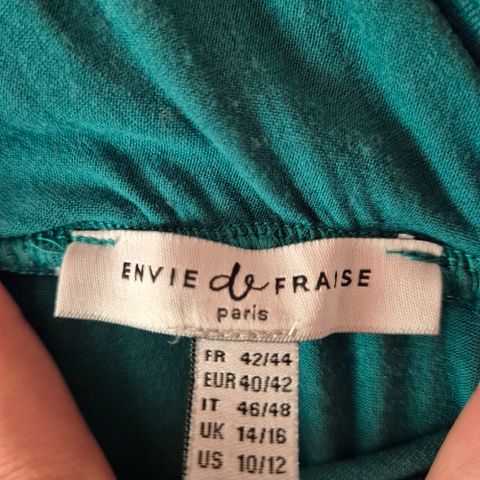 ENVIE de FRAISE
paris
FR 42/44
EUR 40/42
IT 46/48
UK 14/16
US 10/12